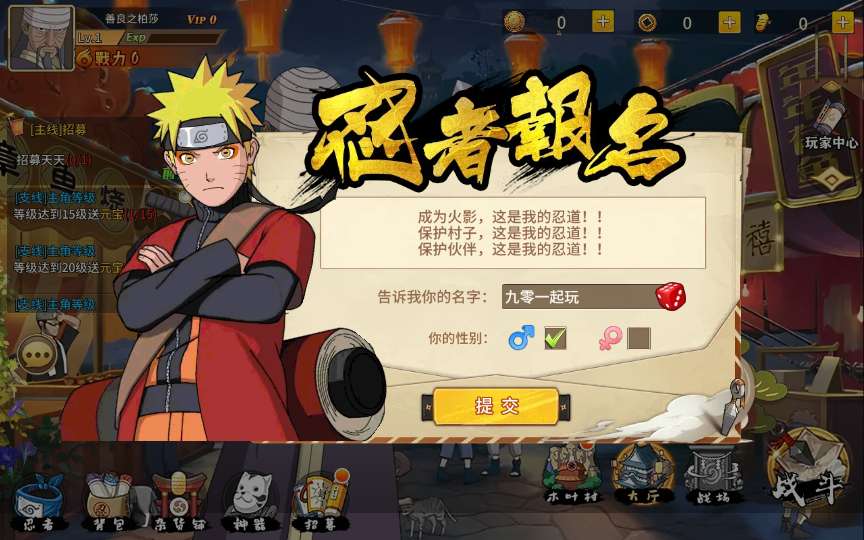 善良之柏莎
VIP 0
Lv.1
Exp
戰力 0
0
0
0
忍者報名
[主线]招募
招募天天(0/1)
[支线]主角等级
等级达到15级送元宝(1/15)
[支线]主角等级
等级达到20级送元宝
[支线]主角等级
玩家中心
成为火影，这是我的忍道！！
保护村子，这是我的忍道！！
保护伙伴，这是我的忍道！！
告诉我你的名字：
九零一起玩
你的性别：
提交
忍者
背包
杂货铺
神器
招募
木叶村
大厅
战场
战斗